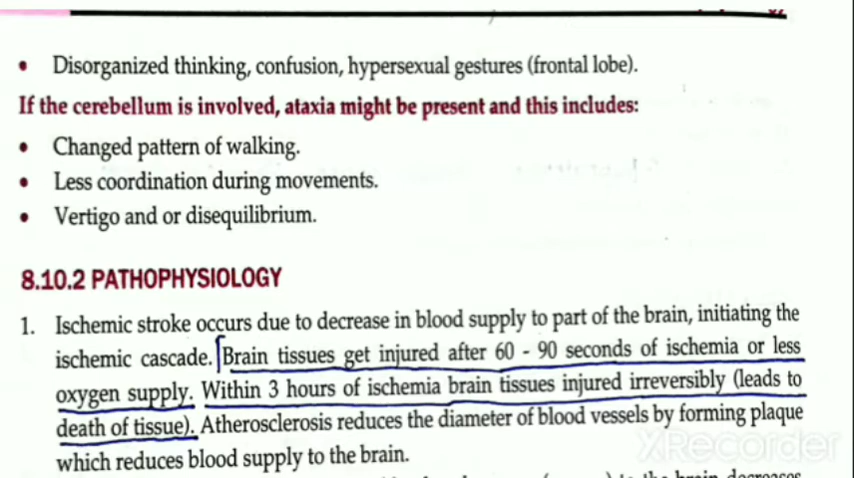 • Disorganized thinking, confusion, hypersexual gestures (frontal lobe).
If the cerebellum is involved, ataxia might be present and this includes:
• Changed pattern of walking.
• Less coordination during movements.
• Vertigo and or disequilibrium.
8.10.2 PATHOPHYSIOLOGY
1. Ischemic stroke occurs due to decrease in blood supply to part of the brain, initiating the
ischemic cascade. Brain tissues get injured after 60 - 90 seconds of ischemia or less
oxygen supply. Within 3 hours of ischemia brain tissues injured irreversibly (leads to
death of tissue). Atherosclerosis reduces the diameter of blood vessels by forming plaque
which reduces blood supply to the brain.
XRecorder
to the brain decreases